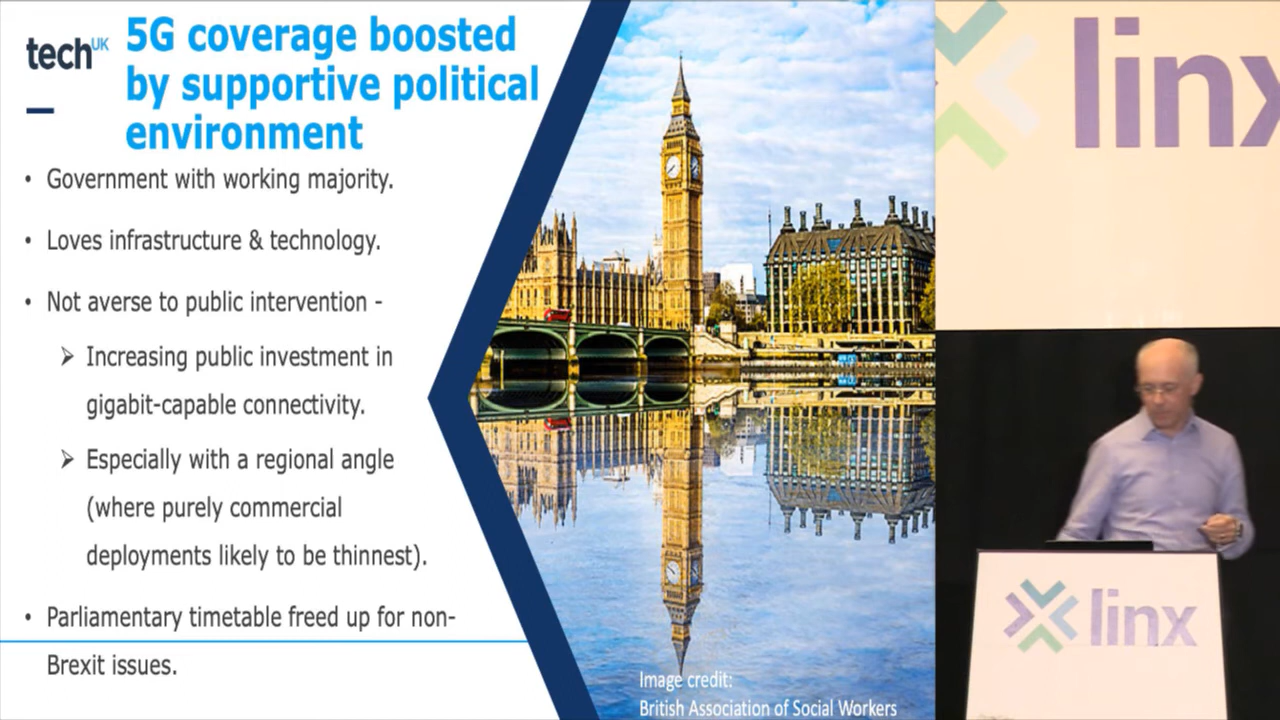 techUK
5G coverage boosted
by supportive political
environment
• Government with working majority.
• Loves infrastructure & technology.
• Not averse to public intervention -
➢ Increasing public investment in
gigabit-capable connectivity.
➢ Especially with a regional angle
(where purely commercial
deployments likely to be thinnest).
• Parliamentary timetable freed up for non-
Brexit issues.
Image credit:
British Association of Social Workers
linx
linx